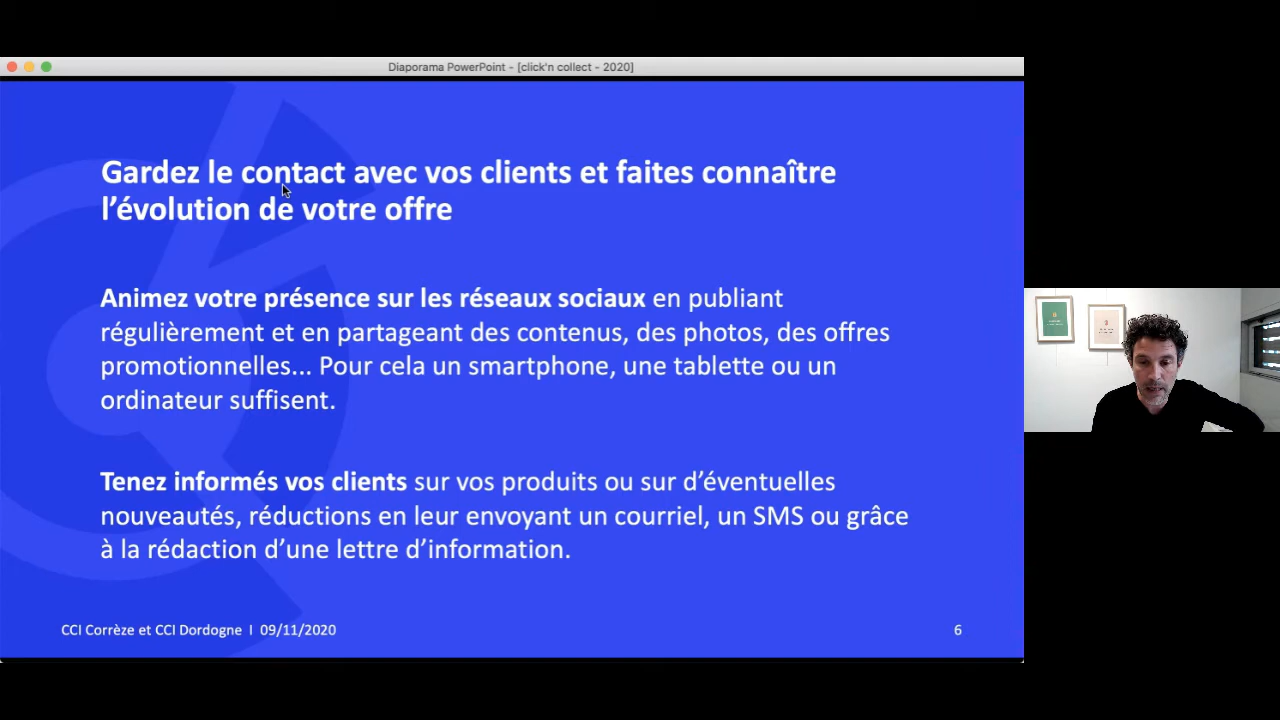 Diaporama PowerPoint - [click'n collect - 2020]
Gardez le contact avec vos clients et faites connaître
l’évolution de votre offre
Animez votre présence sur les réseaux sociaux en publiant
régulièrement et en partageant des contenus, des photos, des offres
promotionnelles... Pour cela un smartphone, une tablette ou un
ordinateur suffisent.
Tenez informés vos clients sur vos produits ou sur d’éventuelles
nouveautés, réductions en leur envoyant un courriel, un SMS ou grâce
à la rédaction d’une lettre d’information.
CCI Corrèze et CCI Dordogne I 09/11/2020
6